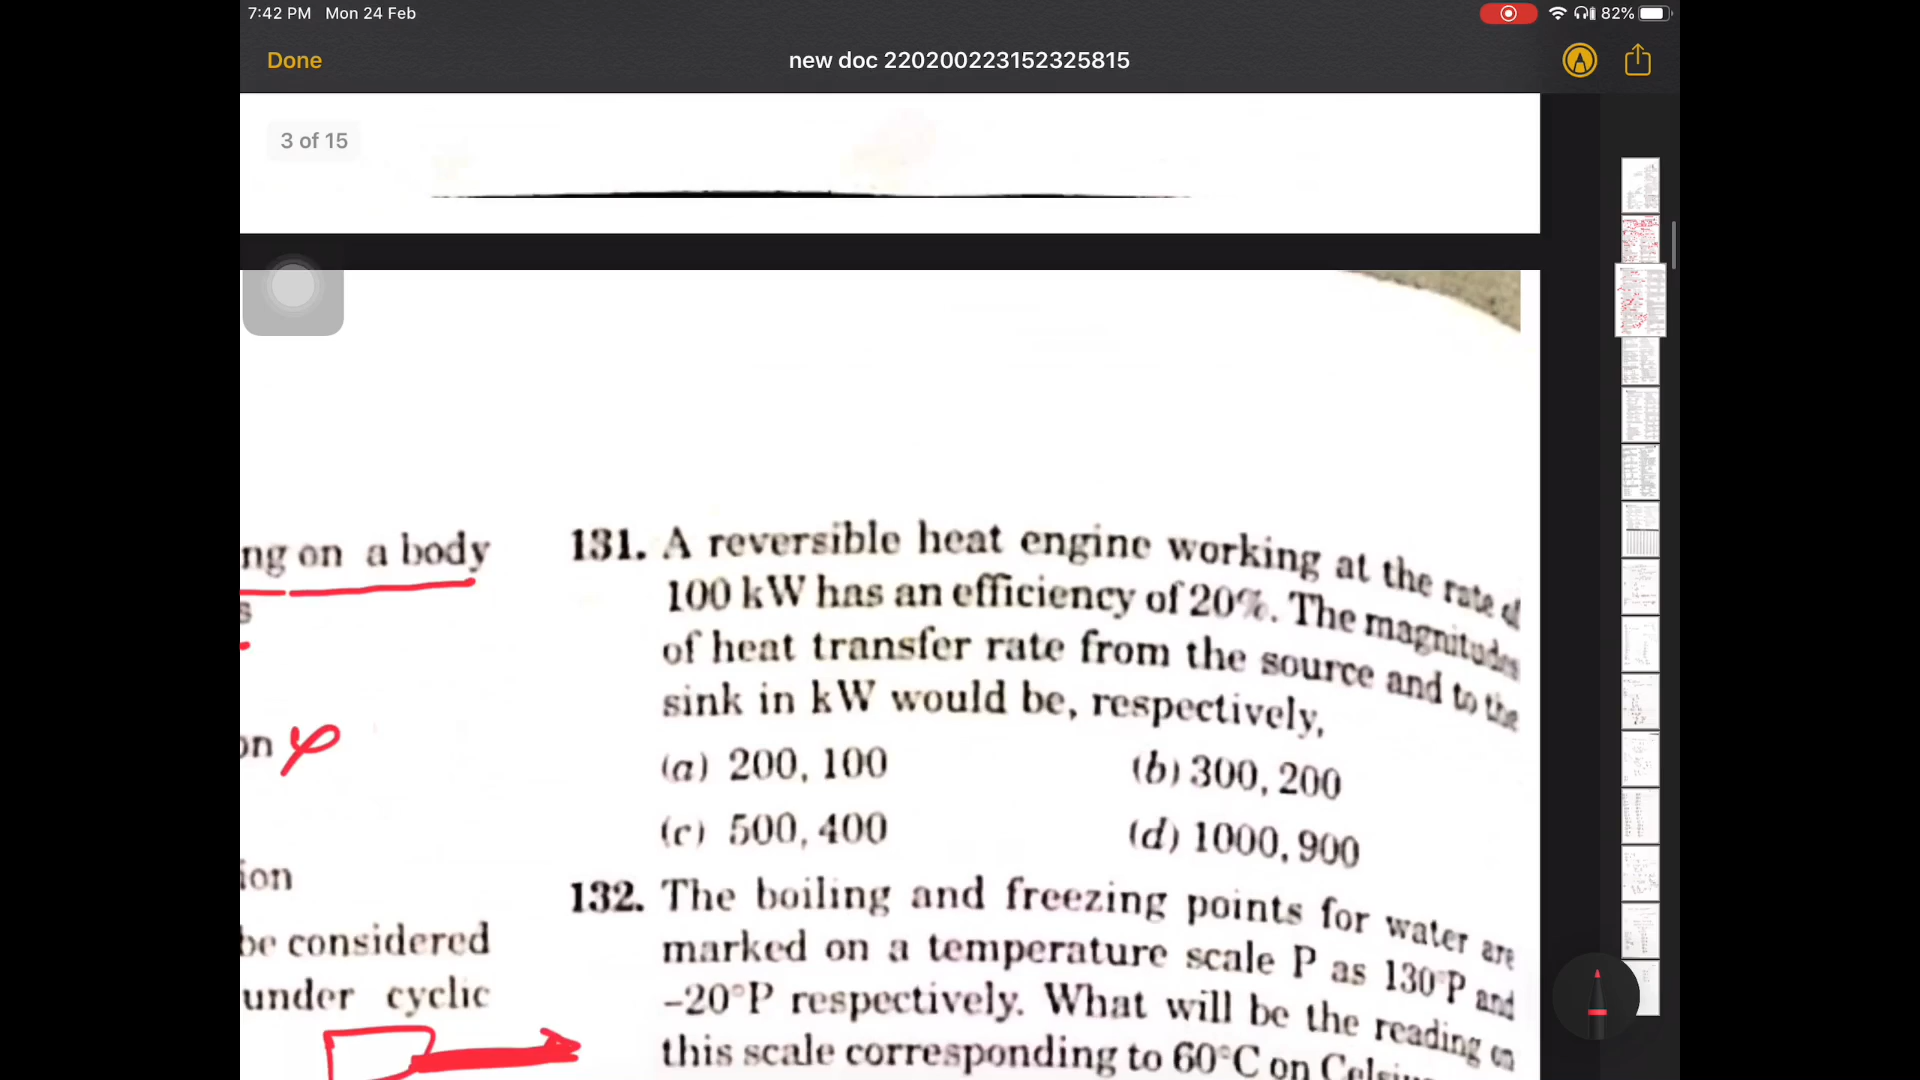 7:42 PM Mon 24 Feb
82%
Done
new doc 220200223152325815
3 of 15
ng on a body
s
on
ion
be considered
under cyclic
131. A reversible heat engine working at the rate of
100 kW has an efficiency of 20%. The magnitudes
of heat transfer rate from the source and to the
sink in kW would be, respectively,
(a) 200, 100
(b) 300, 200
(c) 500, 400
(d) 1000, 900
132. The boiling and freezing points for water are
marked on a temperature scale P as 130°P and
–20°P respectively. What will be the reading on
this scale corresponding to 60°C on